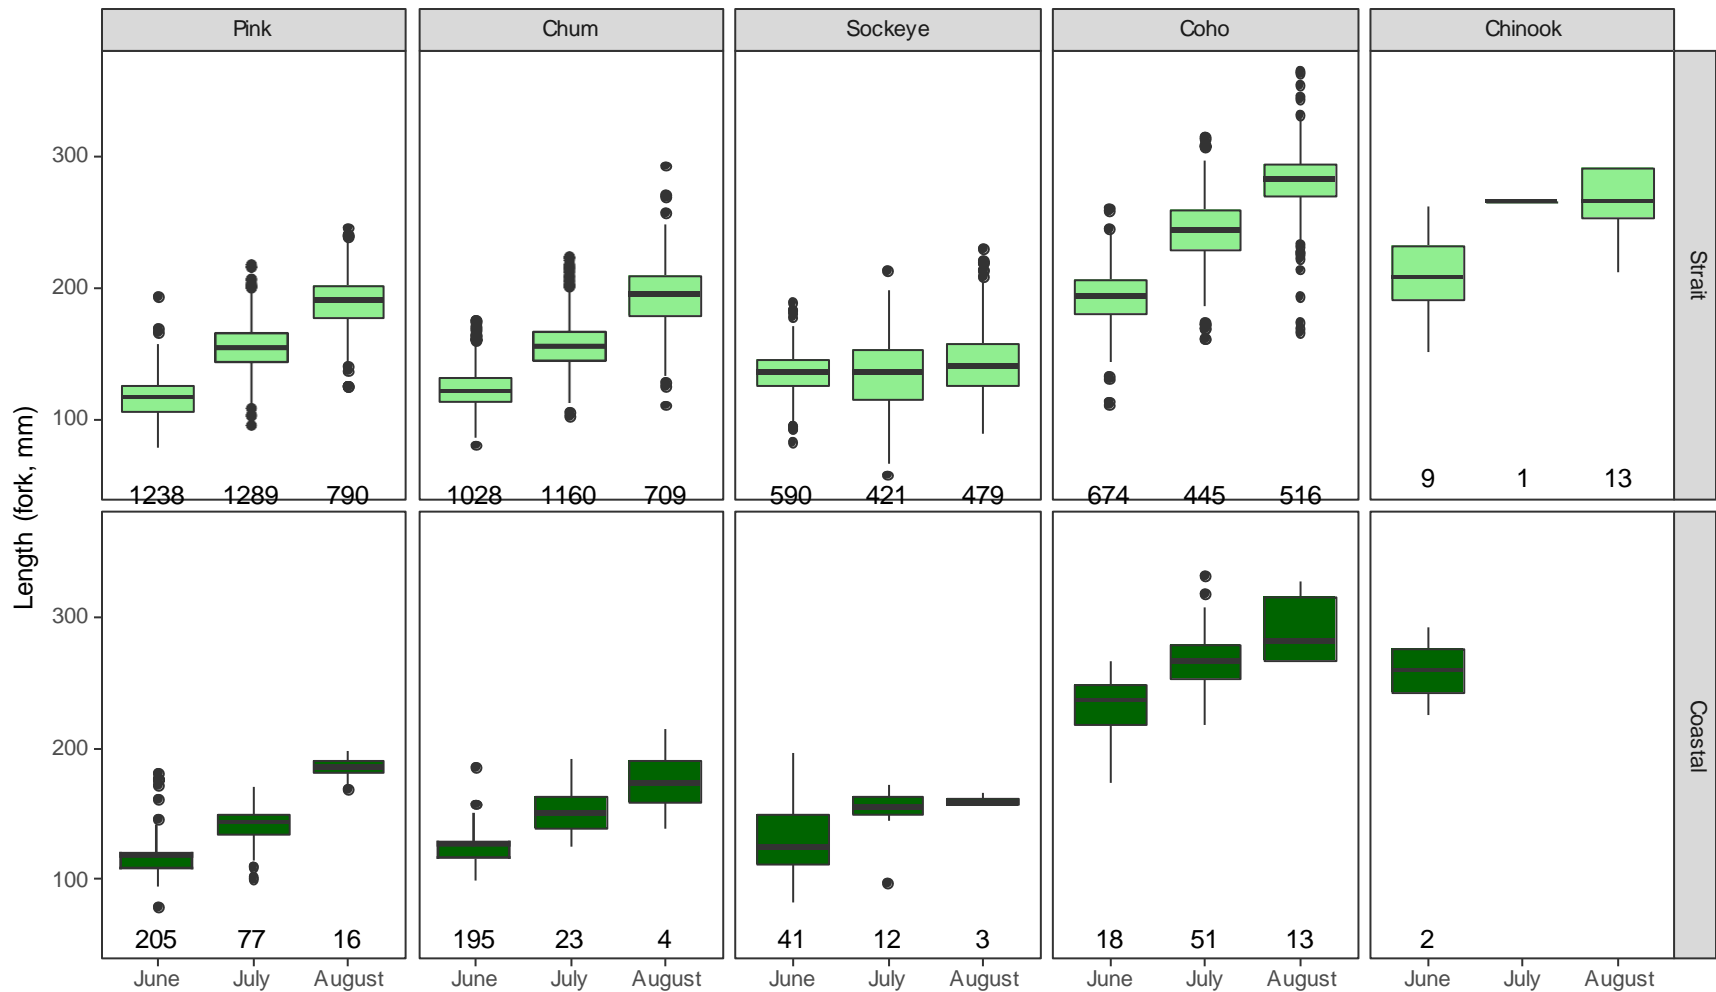 Pink Chum Sockeye Coho Chinook
300
200
100
Strait
1238 1289 790 1028 1160 709 590 421 479 674 445 516 9 1 13
Length (fork, mm)
300
200
100
Coastal
205 77 16 195 23 4 41 12 3 18 51 13 2
June July August June July August June July August June July August June July August